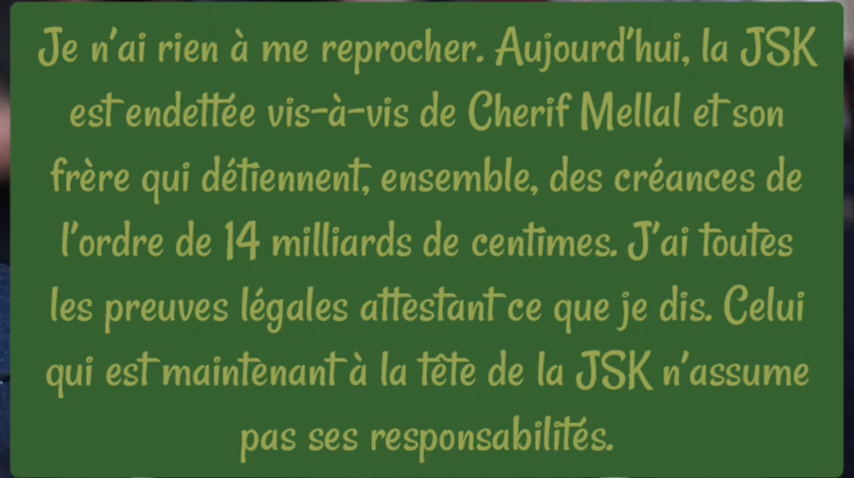 Je n'ai rien à me reprocher. Aujourd'hui, la JSK
est endettée vis-à-vis de Cherif Mellal et son
frère qui détiennent, ensemble, des créances de
l'ordre de 14 milliards de centimes. J'ai toutes
les preuves légales attestant ce que je dis. Celui
qui est maintenant à la tête de la JSK n'assume
pas ses responsabilités.